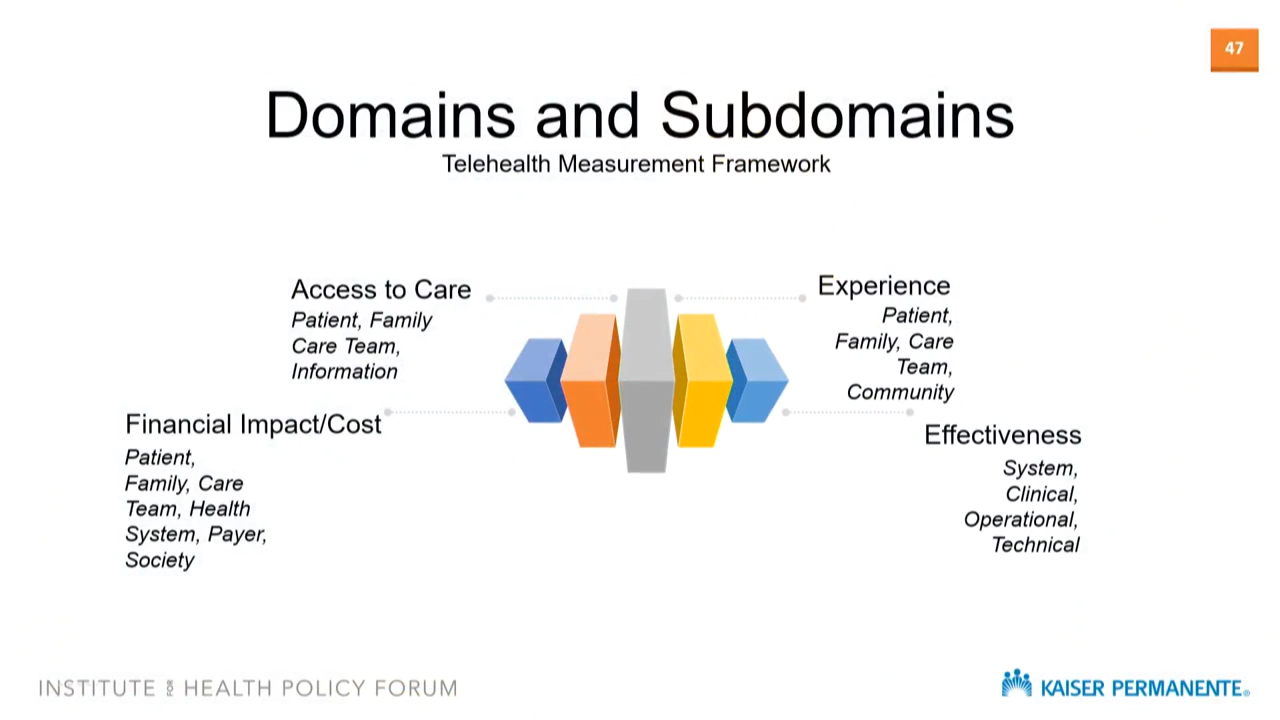 47
Domains and Subdomains
Telehealth Measurement Framework
Access to Care
Patient, Family
Care Team,
Information
Experience
Patient,
Family, Care
Team,
Community
Financial Impact/Cost
Patient,
Family, Care
Team, Health
System, Payer,
Society
Effectiveness
System,
Clinical,
Operational,
Technical
INSTITUTE FOR HEALTH POLICY FORUM
KAISER PERMANENTE®